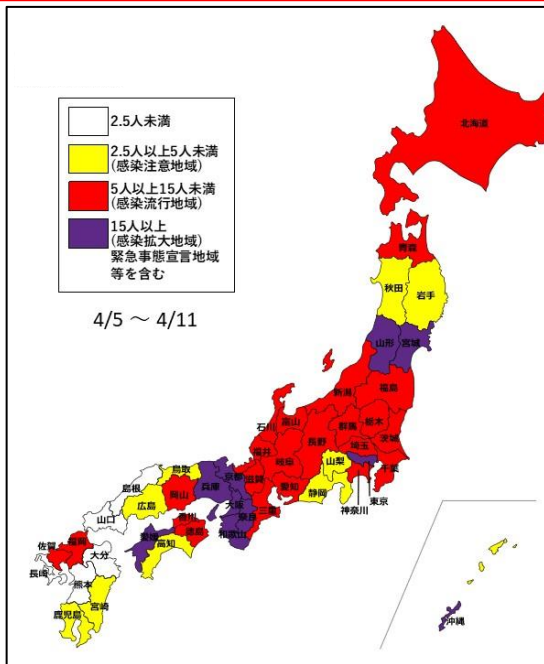 2.5人未満
2.5人以上5人未満
(感染注意地域)
5人以上15人未満
(感染流行地域)
15人以上
(感染拡大地域)
緊急事態宣言地域
等を含む
4/5 ～ 4/11
北海道
青森
秋田
岩手
山形
宮城
新潟
福島
石川
富山
群馬
栃木
長野
茨城
福井
岐阜
埼玉
山梨
千葉
鳥取
京都
滋賀
愛知
静岡
東京
神奈川
島根
岡山
兵庫
大阪
奈良
三重
広島
山口
香川
徳島
和歌山
愛媛
高知
佐賀
福岡
大分
長崎
熊本
宮崎
鹿児島
沖縄